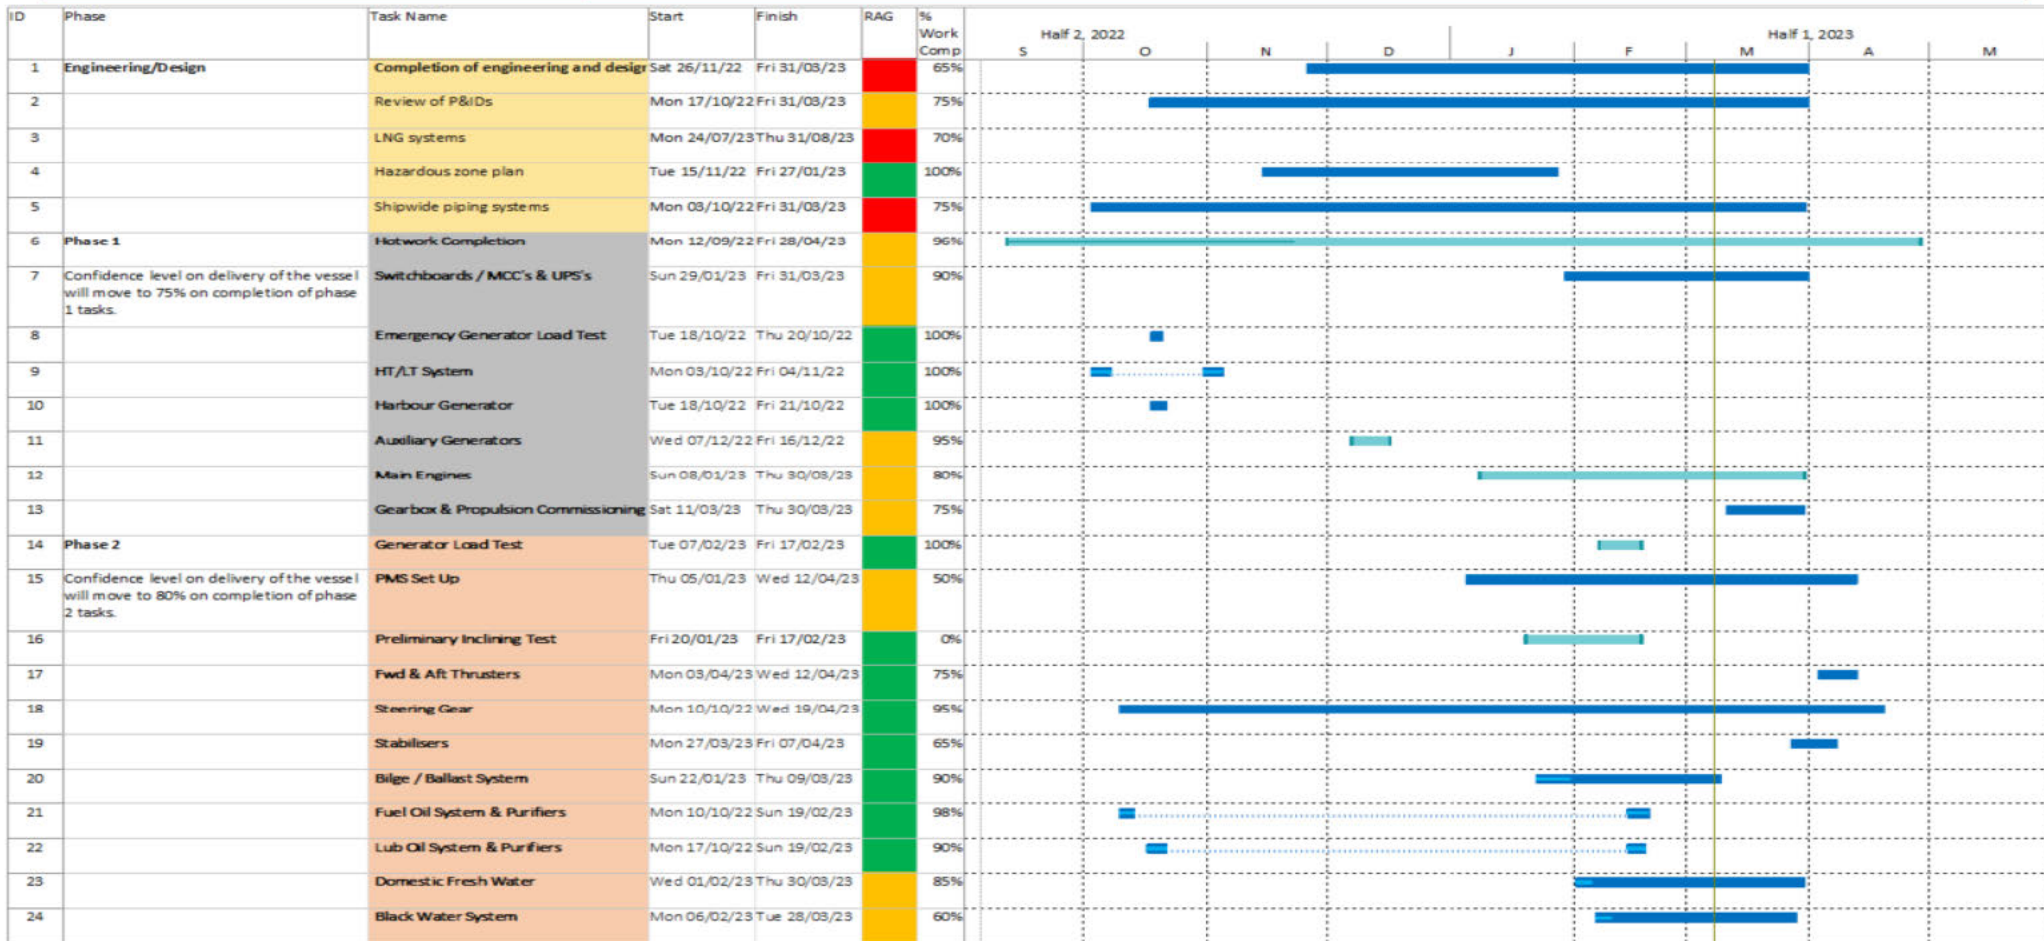 ID Phase Task Name Start Finish RAG % Work Comp
Half 2, 2022 Half 1, 2023
S O N D J F M A M
1 Engineering/Design Completion of engineering and design Sat 26/11/22 Fri 31/03/23 65%
2 Review of P&IDs Mon 17/10/22 Fri 31/03/23 75%
3 LNG systems Mon 24/07/23 Thu 31/08/23 70%
4 Hazardous zone plan Tue 15/11/22 Fri 27/01/23 100%
5 Shipwide piping systems Mon 03/10/22 Fri 31/03/23 75%
6 Phase 1 Hotwork Completion Mon 12/09/22 Fri 28/04/23 96%
7 Confidence level on delivery of the vessel Switchboards / MCC's & UPS's Sun 29/01/23 Fri 31/03/23 90%
will move to 75% on completion of phase
1 tasks.
8 Emergency Generator Load Test Tue 18/10/22 Thu 20/10/22 100%
9 HT/LT System Mon 03/10/22 Fri 04/11/22 100%
10 Harbour Generator Tue 18/10/22 Fri 21/10/22 100%
11 Auxiliary Generators Wed 07/12/22 Fri 16/12/22 95%
12 Main Engines Sun 08/01/23 Thu 30/03/23 80%
13 Gearbox & Propulsion Commissioning Sat 11/03/23 Thu 30/03/23 75%
14 Phase 2 Generator Load Test Tue 07/02/23 Fri 17/02/23 100%
15 Confidence level on delivery of the vessel PMS Set Up Thu 05/01/23 Wed 12/04/23 50%
will move to 80% on completion of phase
2 tasks.
16 Preliminary Inclining Test Fri 20/01/23 Fri 17/02/23 0%
17 Fwd & Aft Thrusters Mon 03/04/23 Wed 12/04/23 75%
18 Steering Gear Mon 10/10/22 Wed 19/04/23 95%
19 Stabilisers Mon 27/03/23 Fri 07/04/23 65%
20 Bilge / Ballast System Sun 22/01/23 Thu 09/03/23 90%
21 Fuel Oil System & Purifiers Mon 10/10/22 Sun 19/02/23 98%
22 Lub Oil System & Purifiers Mon 17/10/22 Sun 19/02/23 90%
23 Domestic Fresh Water Wed 01/02/23 Thu 30/03/23 85%
24 Black Water System Mon 06/02/23 Tue 28/03/23 60%